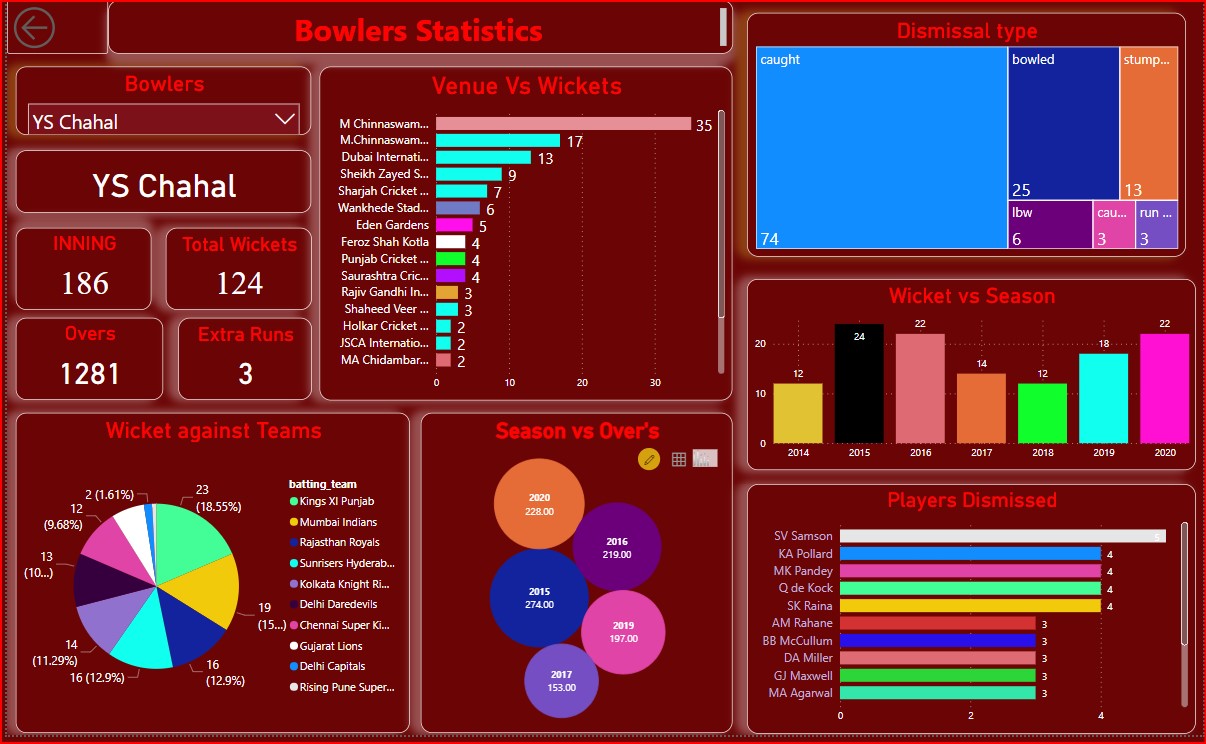 Bowlers Statistics
Bowlers
YS Chahal
YS Chahal
INNING
186
Total Wickets
124
Overs
1281
Extra Runs
3
Venue Vs Wickets
M Chinnaswam... 35
M.Chinnaswam... 17
Dubai Internati... 13
Sheikh Zayed S... 9
Sharjah Cricket ... 7
Wankhede Stad... 6
Eden Gardens 5
Feroz Shah Kotla 4
Punjab Cricket ... 4
Saurashtra Cric... 4
Rajiv Gandhi In... 3
Shaheed Veer ... 3
Holkar Cricket ... 2
JSCA Internatio... 2
MA Chidambar... 2
0 10 20 30
Dismissal type
caught
74
bowled
25
stump...
13
lbw
6
cau...
3
run ...
3
Wicket vs Season
20
10
0
12
24
22
14
12
18
22
2014 2015 2016 2017 2018 2019 2020
Wicket against Teams
23
(18.55%)
19
(15...)
16
(12.9%)
16 (12.9%)
14
(11.29%)
13
(10...)
12
(9.68%)
2 (1.61%)
batting_team
Kings XI Punjab
Mumbai Indians
Rajasthan Royals
Sunrisers Hyderab...
Kolkata Knight Ri...
Delhi Daredevils
Chennai Super Ki...
Gujarat Lions
Delhi Capitals
Rising Pune Super...
Season vs Over's
2020
228.00
2016
219.00
2015
274.00
2019
197.00
2017
153.00
Players Dismissed
SV Samson
KA Pollard 4
MK Pandey 4
Q de Kock 4
SK Raina 4
AM Rahane 3
BB McCullum 3
DA Miller 3
GJ Maxwell 3
MA Agarwal 3
0 2 4